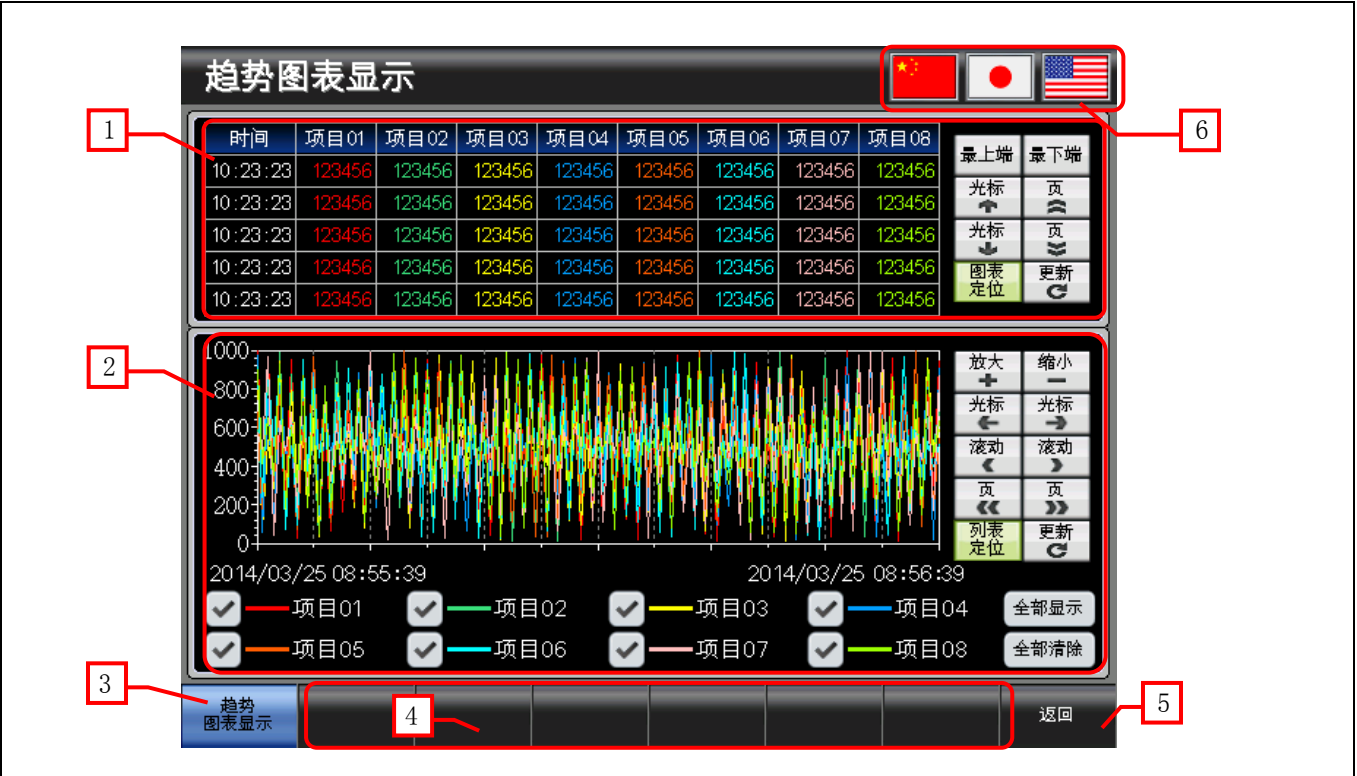 趋势图表显示
1
6
时间 项目01 项目02 项目03 项目04 项目05 项目06 项目07 项目08
10:23:23 123456 123456 123456 123456 123456 123456 123456 123456
10:23:23 123456 123456 123456 123456 123456 123456 123456 123456
10:23:23 123456 123456 123456 123456 123456 123456 123456 123456
10:23:23 123456 123456 123456 123456 123456 123456 123456 123456
10:23:23 123456 123456 123456 123456 123456 123456 123456 123456
最上端 最下端
光标 页
光标 页
图表定位 更新
2
1000
800
600
400
200
0
2014/03/25 08:55:39 2014/03/25 08:56:39
放大 缩小
光标 光标
滚动 滚动
页 页
列表定位 更新
项目01 项目02 项目03 项目04 全部显示
项目05 项目06 项目07 项目08 全部清除
3
趋势
图表显示
4
返回
5